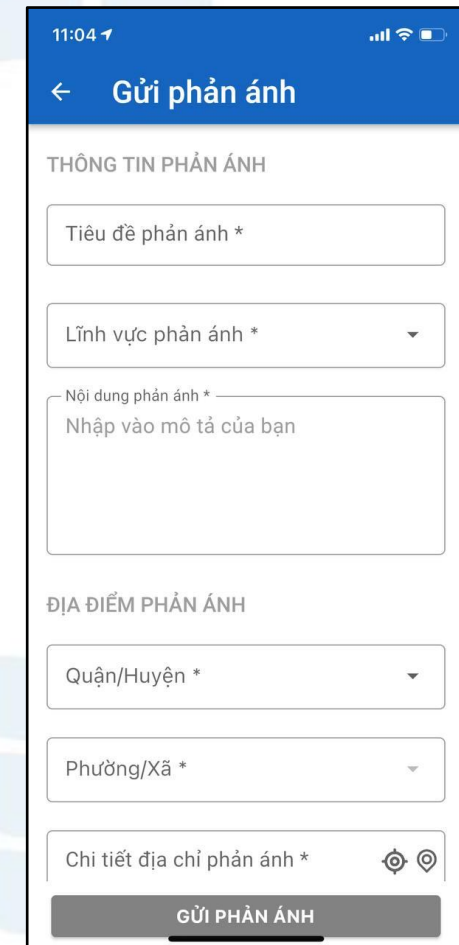 11:04
Gửi phản ánh
THÔNG TIN PHẢN ÁNH
Tiêu đề phản ánh *
Lĩnh vực phản ánh *
Nội dung phản ánh *
Nhập vào mô tả của bạn
ĐỊA ĐIỂM PHẢN ÁNH
Quận/Huyện *
Phường/Xã *
Chi tiết địa chỉ phản ánh *
GỬI PHẢN ÁNH